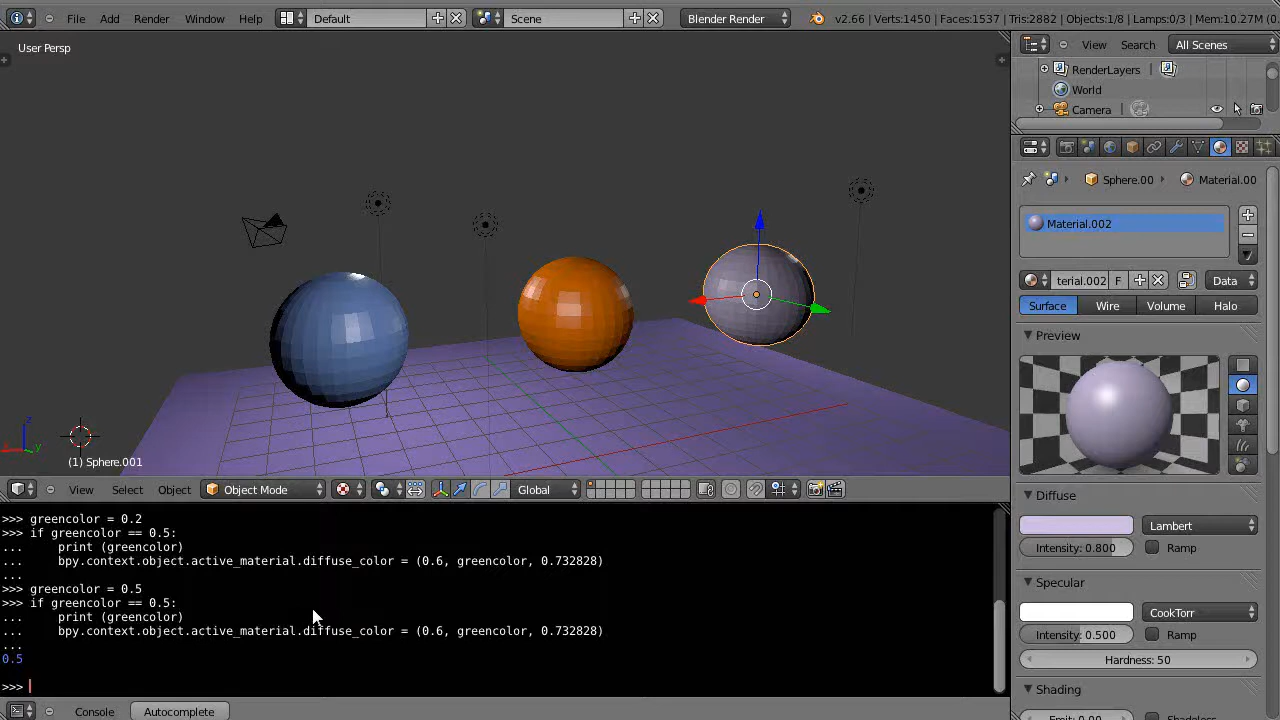 File Add Render Window Help Default Scene Blender Render v2.66 | Verts:1450 | Faces:1537 | Tris:2882 | Objects:1/8 | Lamps:0/3 | Mem:10.27M (0.
User Persp
View Search All Scenes
RenderLayers |
World
Camera |
Sphere.00 Material.00
Material.002
terial.002 F Data
Surface Wire Volume Halo
Preview
z
y
(1) Sphere.001
View Select Object Object Mode Global
Diffuse
Lambert
Intensity: 0.800 Ramp
Specular
CookTorr
Intensity: 0.500 Ramp
Hardness: 50
Shading
Emit: 0.00 Shadeless
>>> greencolor = 0.2
>>> if greencolor == 0.5:
... print (greencolor)
... bpy.context.object.active_material.diffuse_color = (0.6, greencolor, 0.732828)
...
>>> greencolor = 0.5
>>> if greencolor == 0.5:
... print (greencolor)
... bpy.context.object.active_material.diffuse_color = (0.6, greencolor, 0.732828)
...
0.5
>>>
Console Autocomplete